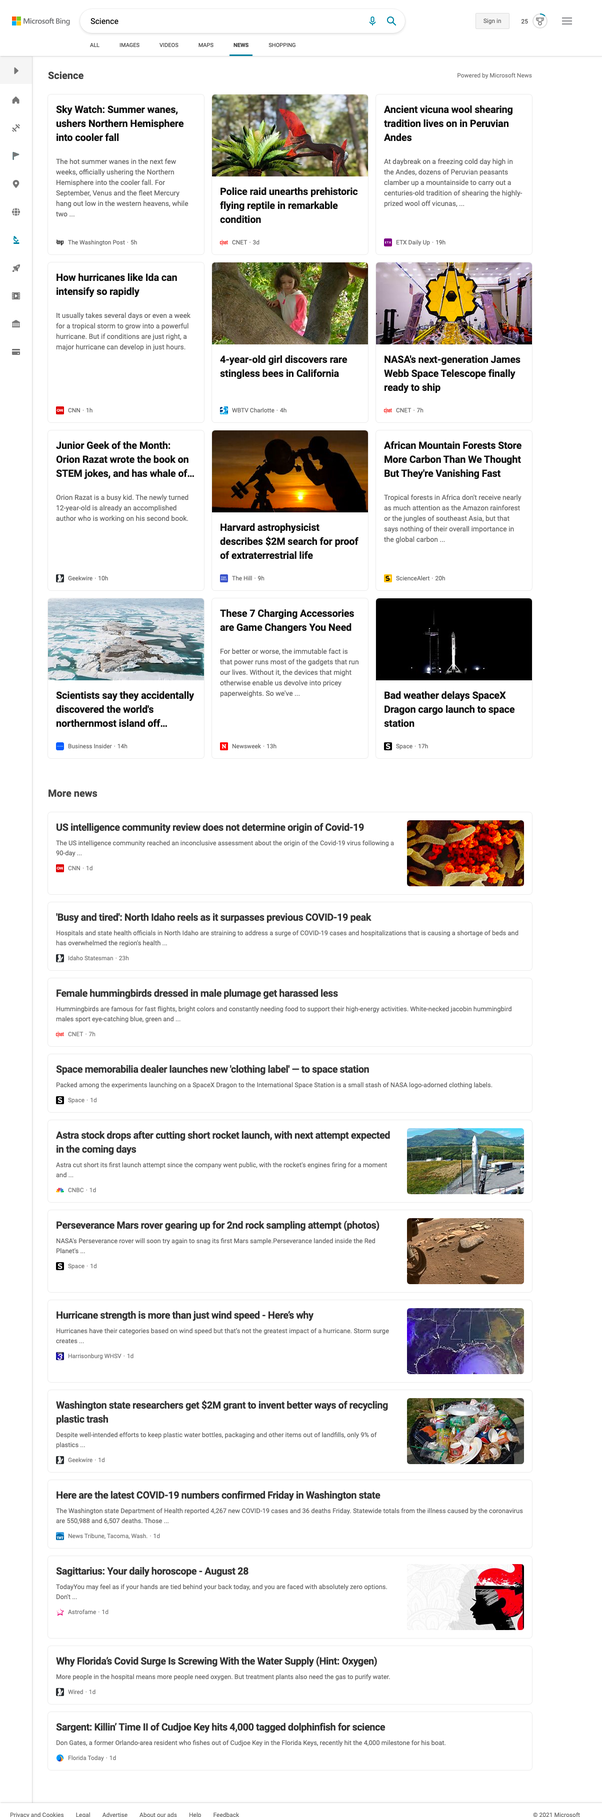 Microsoft Bing
Science
Sign in
25
ALL IMAGES VIDEOS MAPS NEWS SHOPPING
Science
Powered by Microsoft News
Sky Watch: Summer wanes,
ushers Northern Hemisphere
into cooler fall
The hot summer wanes in the next few
weeks, officially ushering the Northern
Hemisphere into the cooler fall. For
September, Venus and the fleet Mercury
hang out low in the western heavens, while
two ...
The Washington Post · 5h
Police raid unearths prehistoric
flying reptile in remarkable
condition
CNET · 3d
Ancient vicuna wool shearing
tradition lives on in Peruvian
Andes
At daybreak on a freezing cold day high in
the Andes, dozens of Peruvian peasants
clamber up a mountainside to carry out a
centuries-old tradition of shearing the highly-
prized wool off vicunas, ...
ETX Daily Up · 19h
How hurricanes like Ida can
intensify so rapidly
It usually takes several days or even a week
for a tropical storm to grow into a powerful
hurricane. But if conditions are just right, a
major hurricane can develop in just hours.
CNN · 1h
4-year-old girl discovers rare
stingless bees in California
WBTV Charlotte · 4h
NASA's next-generation James
Webb Space Telescope finally
ready to ship
CNET · 7h
Junior Geek of the Month:
Orion Razat wrote the book on
STEM jokes, and has whale of...
Orion Razat is a busy kid. The newly turned
12-year-old is already an accomplished
author who is working on his second book.
Geekwire · 10h
Harvard astrophysicist
describes $2M search for proof
of extraterrestrial life
The Hill · 9h
African Mountain Forests Store
More Carbon Than We Thought
But They're Vanishing Fast
Tropical forests in Africa don't receive nearly
as much attention as the Amazon rainforest
or the jungles of southeast Asia, but that
says nothing of their overall importance in
the global carbon ...
ScienceAlert · 20h
Scientists say they accidentally
discovered the world's
northernmost island off...
Business Insider · 14h
These 7 Charging Accessories
are Game Changers You Need
For better or worse, the immutable fact is
that power runs most of the gadgets that run
our lives. Without it, the devices that might
otherwise enable us devolve into pricey
paperweights. So we've ...
Newsweek · 13h
Bad weather delays SpaceX
Dragon cargo launch to space
station
Space · 17h
More news
US intelligence community review does not determine origin of Covid-19
The US intelligence community reached an inconclusive assessment about the origin of the Covid-19 virus following a
90-day ...
CNN · 1d
'Busy and tired': North Idaho reels as it surpasses previous COVID-19 peak
Hospitals and state health officials in North Idaho are straining to address a surge of COVID-19 cases and hospitalizations that is causing a shortage of beds and
has overwhelmed the region's health ...
Idaho Statesman · 23h
Female hummingbirds dressed in male plumage get harassed less
Hummingbirds are famous for fast flights, bright colors and constantly needing food to support their high-energy activities. White-necked jacobin hummingbird
males sport eye-catching blue, green and ...
CNET · 7h
Space memorabilia dealer launches new 'clothing label' — to space station
Packed among the experiments launching on a SpaceX Dragon to the International Space Station is a small stash of NASA logo-adorned clothing labels.
Space · 1d
Astra stock drops after cutting short rocket launch, with next attempt expected
in the coming days
Astra cut short its first launch attempt since the company went public, with the rocket's engines firing for a moment
and ...
CNBC · 1d
Perseverance Mars rover gearing up for 2nd rock sampling attempt (photos)
NASA's Perseverance rover will soon try again to snag its first Mars sample.Perseverance landed inside the Red
Planet's ...
Space · 1d
Hurricane strength is more than just wind speed - Here's why
Hurricanes have their categories based on wind speed but that's not the greatest impact of a hurricane. Storm surge
creates ...
Harrisonburg WHSV · 1d
Washington state researchers get $2M grant to invent better ways of recycling
plastic trash
Despite well-intended efforts to keep plastic water bottles, packaging and other items out of landfills, only 9% of
plastics ...
Geekwire · 1d
Here are the latest COVID-19 numbers confirmed Friday in Washington state
The Washington state Department of Health reported 4,267 new COVID-19 cases and 36 deaths Friday. Statewide totals from the illness caused by the coronavirus
are 550,988 and 6,507 deaths. Those ...
News Tribune, Tacoma, Wash. · 1d
Sagittarius: Your daily horoscope - August 28
TodayYou may feel as if your hands are tied behind your back today, and you are faced with absolutely zero options.
Don't ...
Astrofame · 1d
Why Florida's Covid Surge Is Screwing With the Water Supply (Hint: Oxygen)
More people in the hospital means more people need oxygen. But treatment plants also need the gas to purify water.
Wired · 1d
Sargent: Killin' Time II of Cudjoe Key hits 4,000 tagged dolphinfish for science
Don Gates, a former Orlando-area resident who fishes out of Cudjoe Key in the Florida Keys, recently hit the 4,000 milestone for his boat.
Florida Today · 1d
Privacy and Cookies Legal Advertise About our ads Help Feedback
© 2021 Microsoft